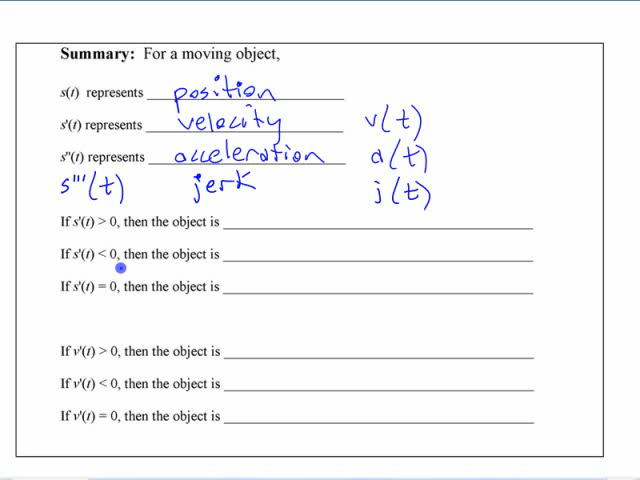 Summary: For a moving object,
s(t) represents position
s'(t) represents velocity v(t)
s"(t) represents acceleration a(t)
s'''(t) jerk j(t)
If s'(t) > 0, then the object is
If s'(t) < 0, then the object is
If s'(t) = 0, then the object is
If v'(t) > 0, then the object is
If v'(t) < 0, then the object is
If v'(t) = 0, then the object is